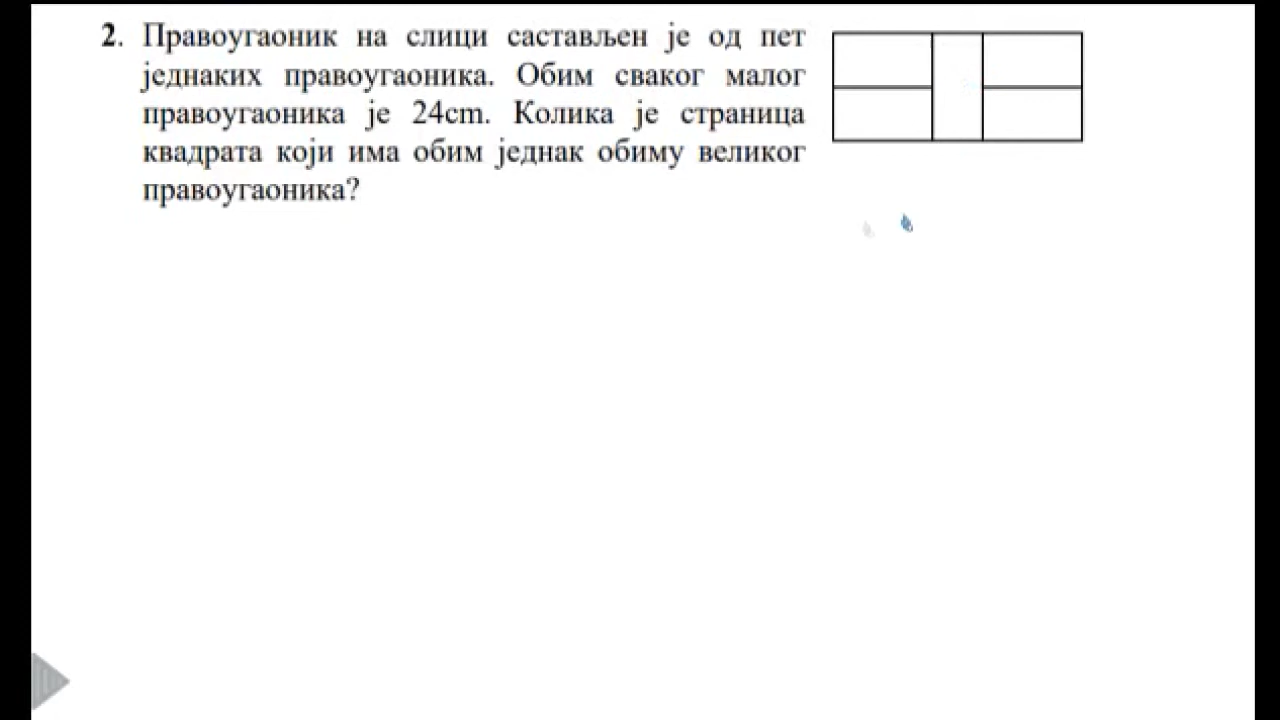 2. Правоугаоник на слици састављен је од пет
једнаких правоугаоника. Обим сваког малог
правоугаоника је 24cm. Колика је страница
квадрата који има обим једнак обиму великог
правоугаоника?